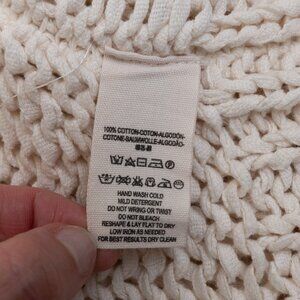 100% COTTON-COTON-ALGODÓN-
COTONE-BAUMWOLLE-ALGODÃO-
HAND WASH COLD
MILD DETERGENT
DO NOT WRING OR TWIST
DO NOT BLEACH
RESHAPE & LAY FLAT TO DRY
LOW IRON AS NEEDED
FOR BEST RESULTS DRY CLEAN